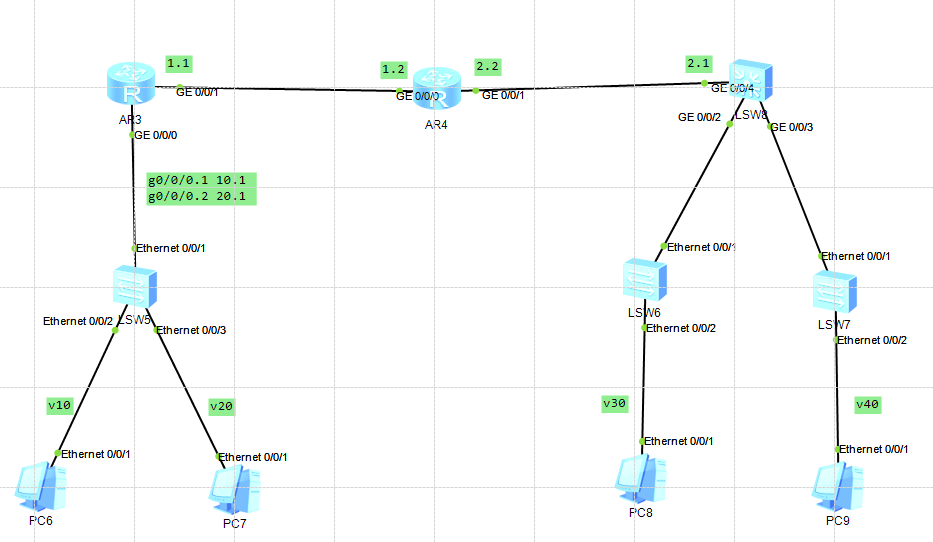 1.1
1.2
2.2
2.1
GE 0/0/1
GE 0/0/0
GE 0/0/1
GE 0/0/4
R
R
AR3
AR4
LSW8
GE 0/0/0
GE 0/0/2
GE 0/0/3
g0/0/0.1 10.1
g0/0/0.2 20.1
Ethernet 0/0/1
Ethernet 0/0/1
Ethernet 0/0/1
LSW5
LSW6
LSW7
Ethernet 0/0/2
Ethernet 0/0/3
Ethernet 0/0/2
Ethernet 0/0/2
v10
v20
v30
v40
Ethernet 0/0/1
Ethernet 0/0/1
Ethernet 0/0/1
Ethernet 0/0/1
PC6
PC7
PC8
PC9